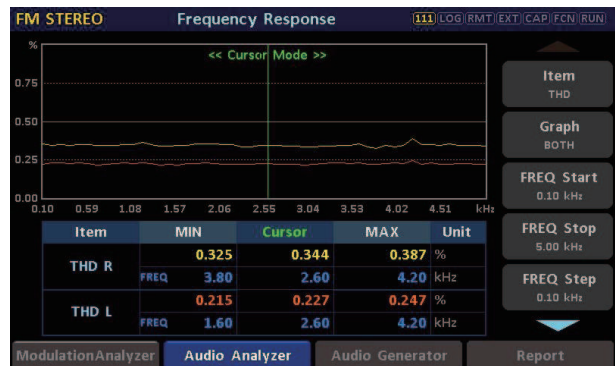 FM STEREO Frequency Response 111 LOG RMT EXT CAP FCN RUN
%
<< Cursor Mode >>
0.75
0.50
0.25
0.00
0.10 0.59 1.08 1.57 2.06 2.55 3.04 3.53 4.02 4.51 kHz
Item MIN Cursor MAX Unit
THD R 0.325 0.344 0.387 %
FREQ 3.80 2.60 4.20 kHz
THD L 0.215 0.227 0.247 %
FREQ 1.60 2.60 4.20 kHz
Item
THD
Graph
BOTH
FREQ Start
0.10 kHz
FREQ Stop
5.00 kHz
FREQ Step
0.10 kHz
ModulationAnalyzer Audio Analyzer Audio Generator Report